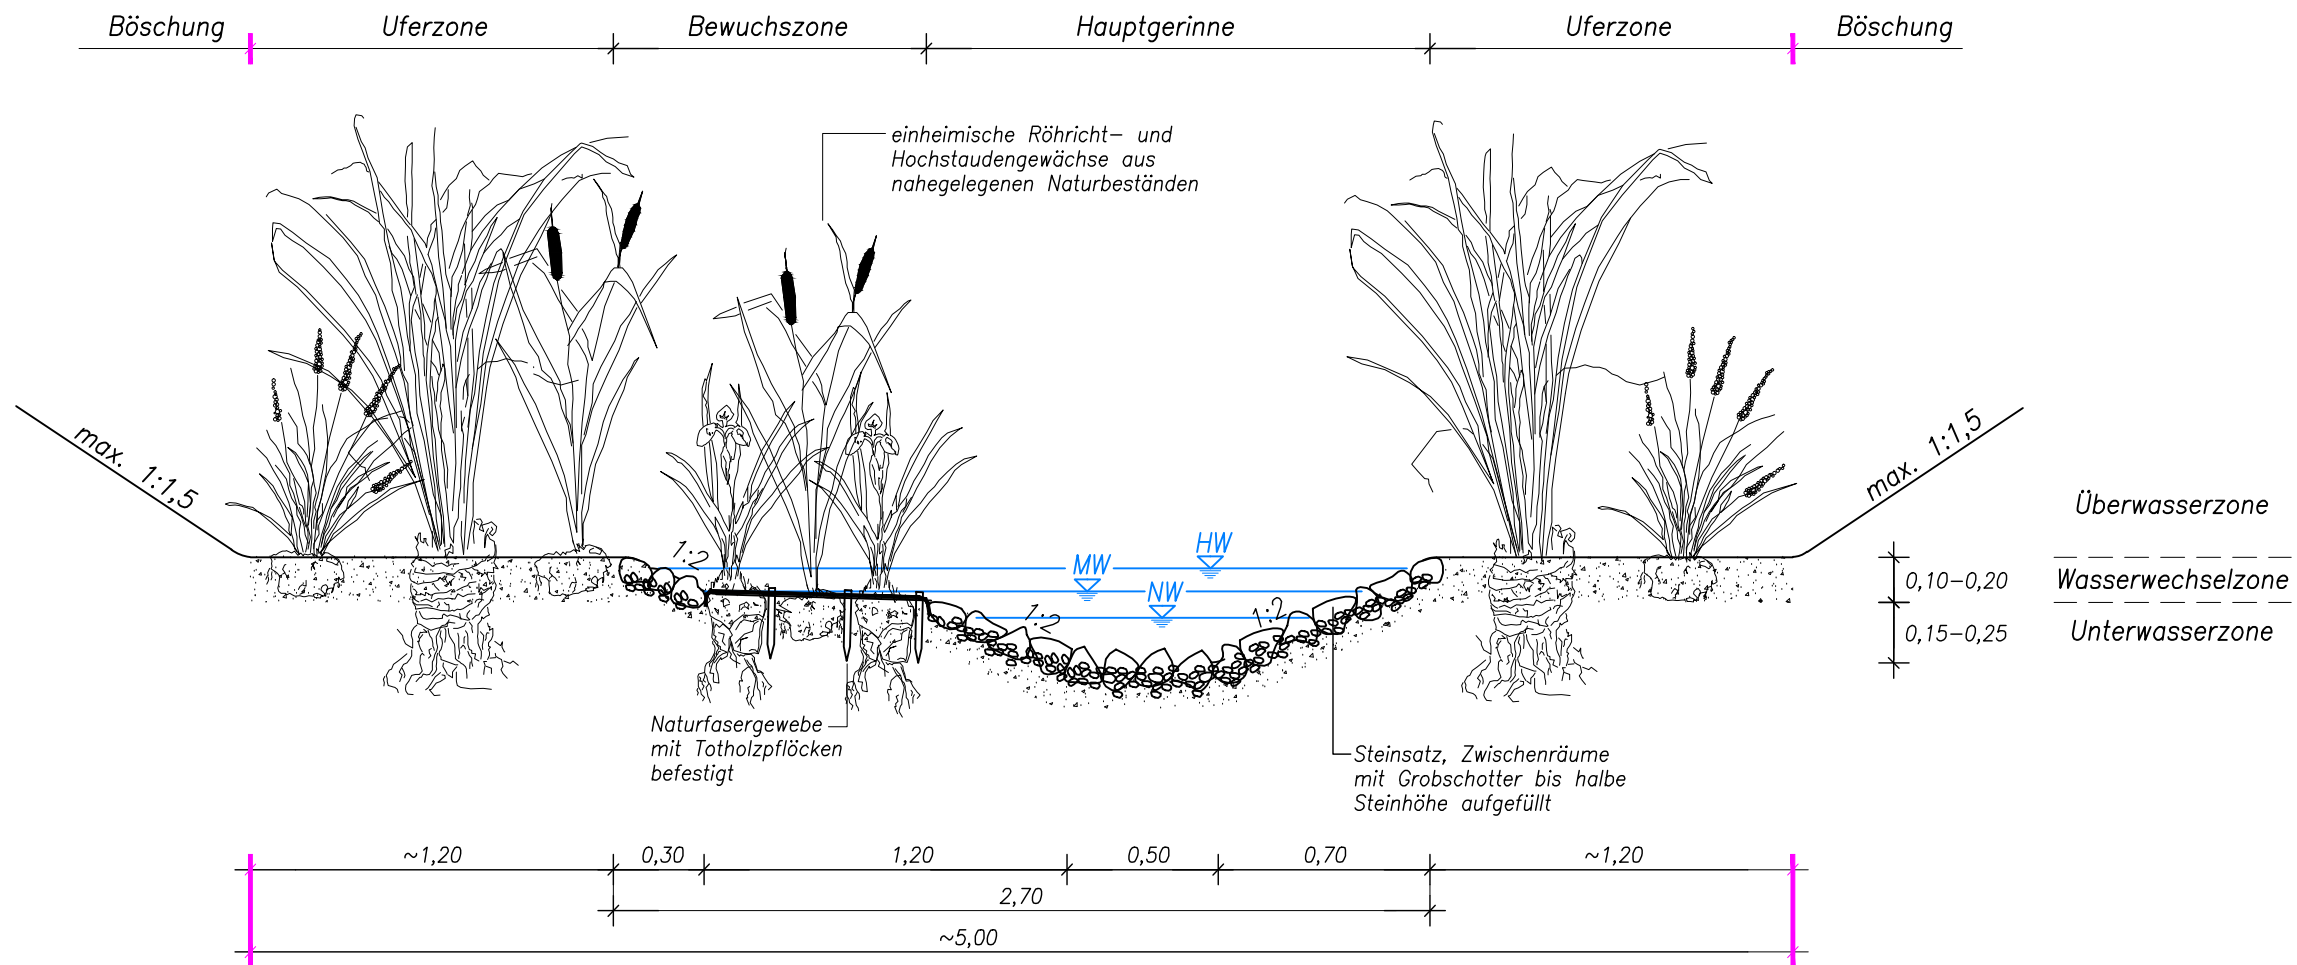 Böschung Uferzone Bewuchszone Hauptgerinne Uferzone Böschung
einheimische Röhricht– und
Hochstaudengewächse aus
nahegelegenen Naturbeständen
max. 1:1,5
max. 1:1,5
Überwasserzone
1:2
HW
MW
NW
0,10–0,20 Wasserwechselzone
1:2
1:2
0,15–0,25 Unterwasserzone
Naturfasergewebe
mit Totholzpflöcken
befestigt
Steinsatz, Zwischenräume
mit Grobschotter bis halbe
Steinhöhe aufgefüllt
~1,20 0,30 1,20 0,50 0,70 ~1,20
2,70
~5,00